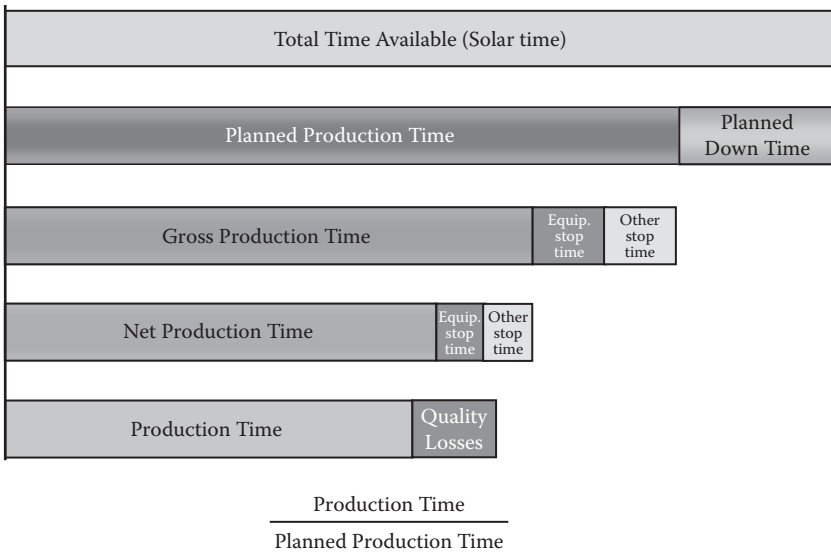 Total Time Available (Solar time)
Planned Production Time
Planned
Down Time
Gross Production Time
Equip.
stop
time
Other
stop
time
Net Production Time
Equip.
stop
time
Other
stop
time
Production Time
Quality
Losses
Production Time
Planned Production Time